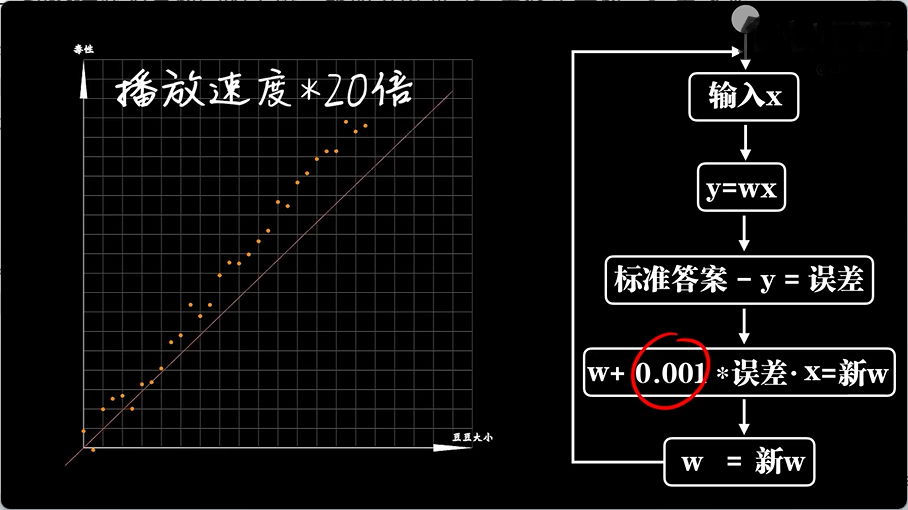 毒性
播放速度*20倍
豆豆大小
输入x
y=wx
标准答案 - y = 误差
w+ 0.001 *误差· x=新w
w = 新w